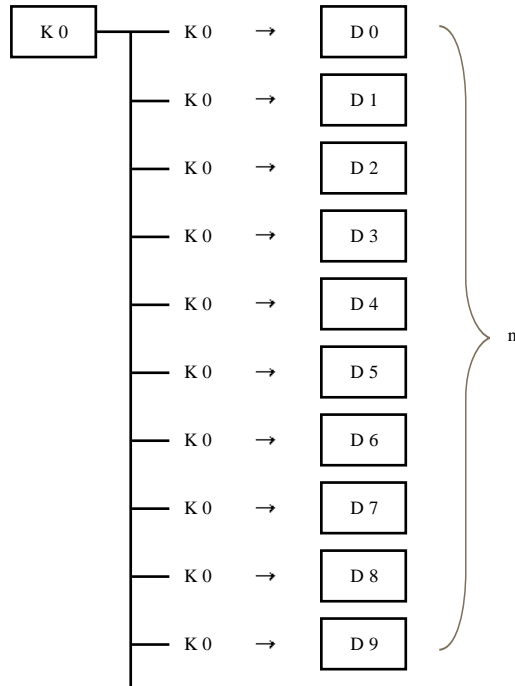 K 0 K 0 → D 0
K 0 → D 1
K 0 → D 2
K 0 → D 3
K 0 → D 4
n
K 0 → D 5
K 0 → D 6
K 0 → D 7
K 0 → D 8
K 0 → D 9